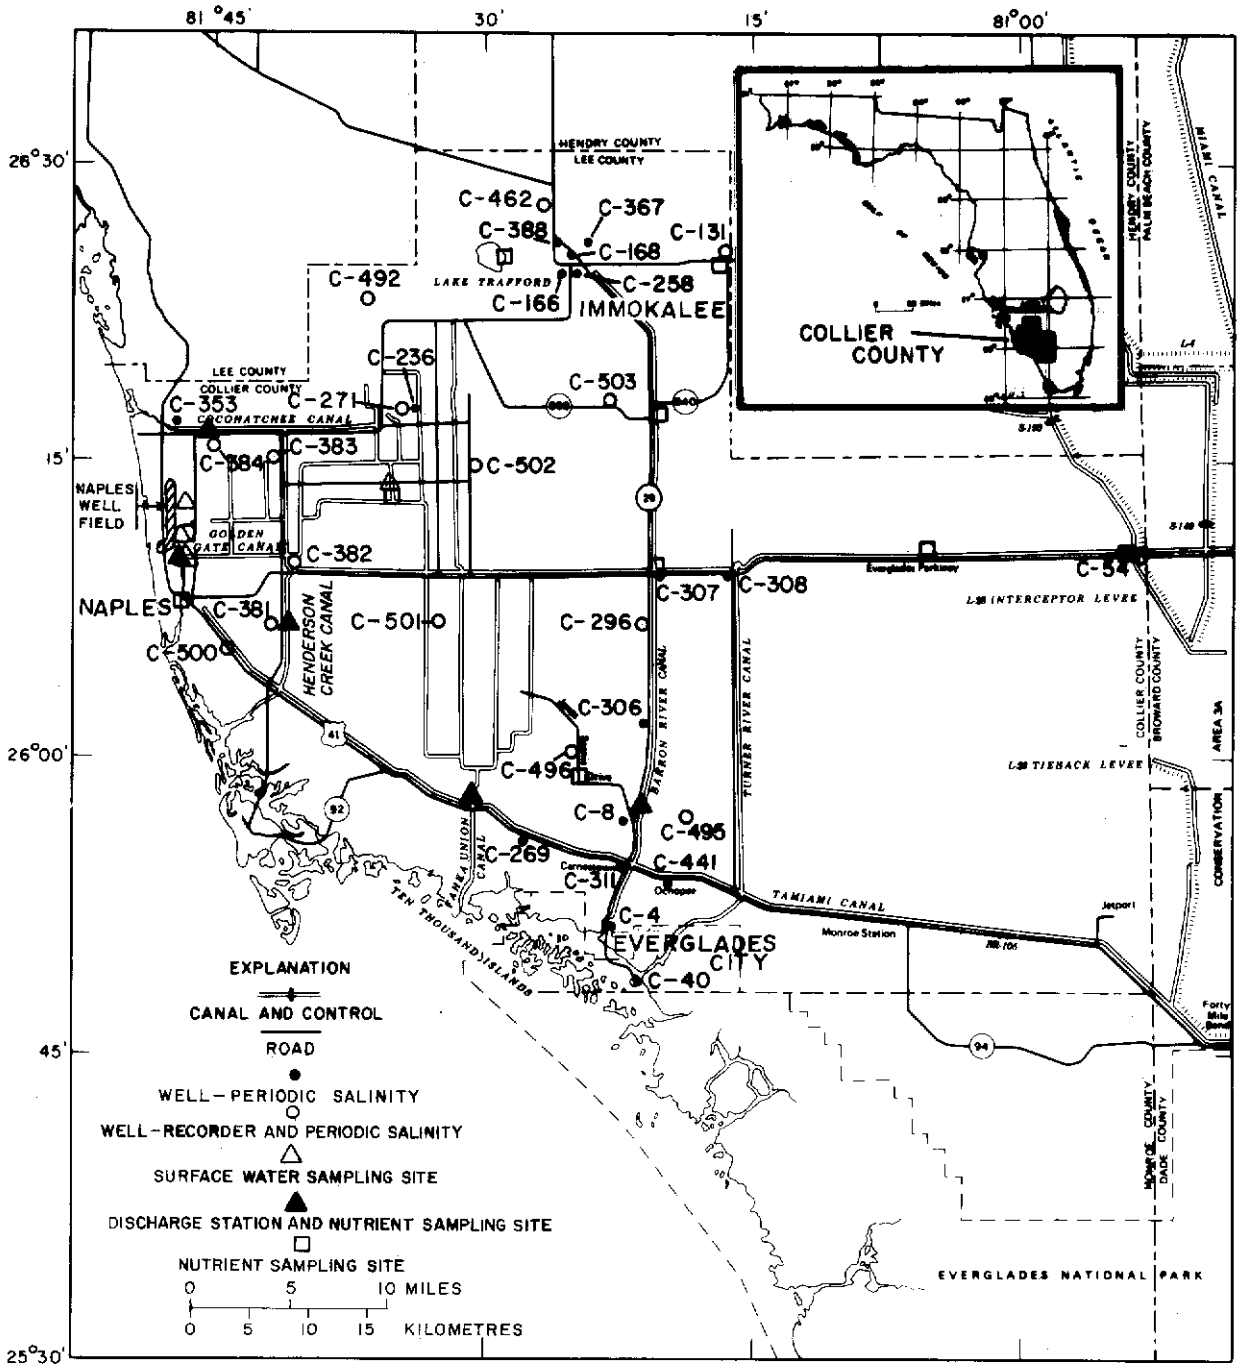 81°45'
30'
15'
81°00'
26°30'
15'
26°00'
45'
25°30'
HENDRY COUNTY
LEE COUNTY
C-462
C-367
C-388
C-168
C-131
C-492
LAKE TRAFFORD
C-258
C-166
IMMOKALEE
COLLIER
COUNTY
HENDRY COUNTY
PALM BEACH COUNTY
MIAMI CANAL
L-4
C-236
LEE COUNTY
COLLIER COUNTY
C-271
C-503
840
C-353
COCOHATCHEE CANAL
C-383
C-384
C-502
NAPLES
WELL
FIELD
29
S-140
GOLDEN
GATE CANAL
C-382
Everglades Parkway
C-54
C-307
C-308
L-28 INTERCEPTOR LEVEE
NAPLES
C-381
C-501
C-296
C-500
HENDERSON
CREEK CANAL
41
C-306
BARRON RIVER CANAL
TURNER RIVER CANAL
COLLIER COUNTY
BROWARD COUNTY
AREA 3A
C-496
Drive
L-28 TIEBACK LEVEE
92
C-8
C-495
CONSERVATION
C-269
FAHKA UNION
CANAL
Carnestown
C-441
C-311
Ochopee
TAMIAMI CANAL
Jetport
TEN THOUSAND ISLANDS
C-4
Monroe Station
EVERGLADES
CITY
C-40
Forty
Mile
Bend
94
MONROE COUNTY
DADE COUNTY
EVERGLADES NATIONAL PARK
EXPLANATION
CANAL AND CONTROL
ROAD
WELL-PERIODIC SALINITY
WELL-RECORDER AND PERIODIC SALINITY
SURFACE WATER SAMPLING SITE
DISCHARGE STATION AND NUTRIENT SAMPLING SITE
NUTRIENT SAMPLING SITE
0 5 10 MILES
0 5 10 15 KILOMETRES